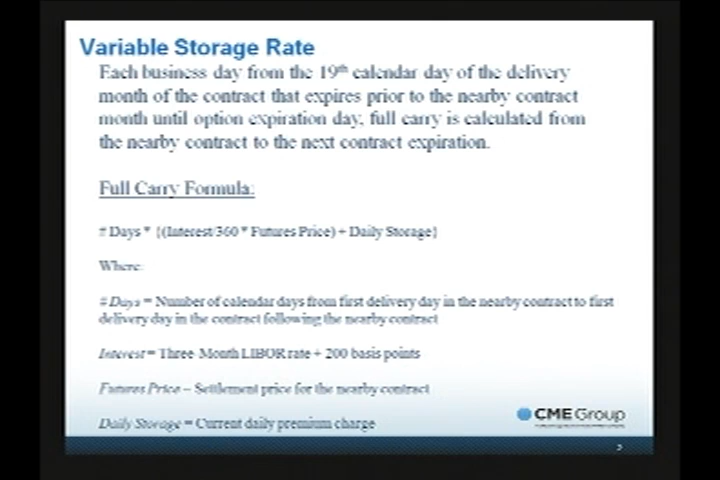 Variable Storage Rate
Each business day from the 19th calendar day of the delivery
month of the contract that expires prior to the nearby contract
month until option expiration day, full carry is calculated from
the nearby contract to the next contract expiration.
Full Carry Formula:
# Days * {(Interest/360 * Futures Price) + Daily Storage}
Where:
# Days = Number of calendar days from first delivery day in the nearby contract to first
delivery day in the contract following the nearby contract
Interest = Three-Month LIBOR rate + 200 basis points
Futures Price – Settlement price for the nearby contract
Daily Storage = Current daily premium charge
CME Group